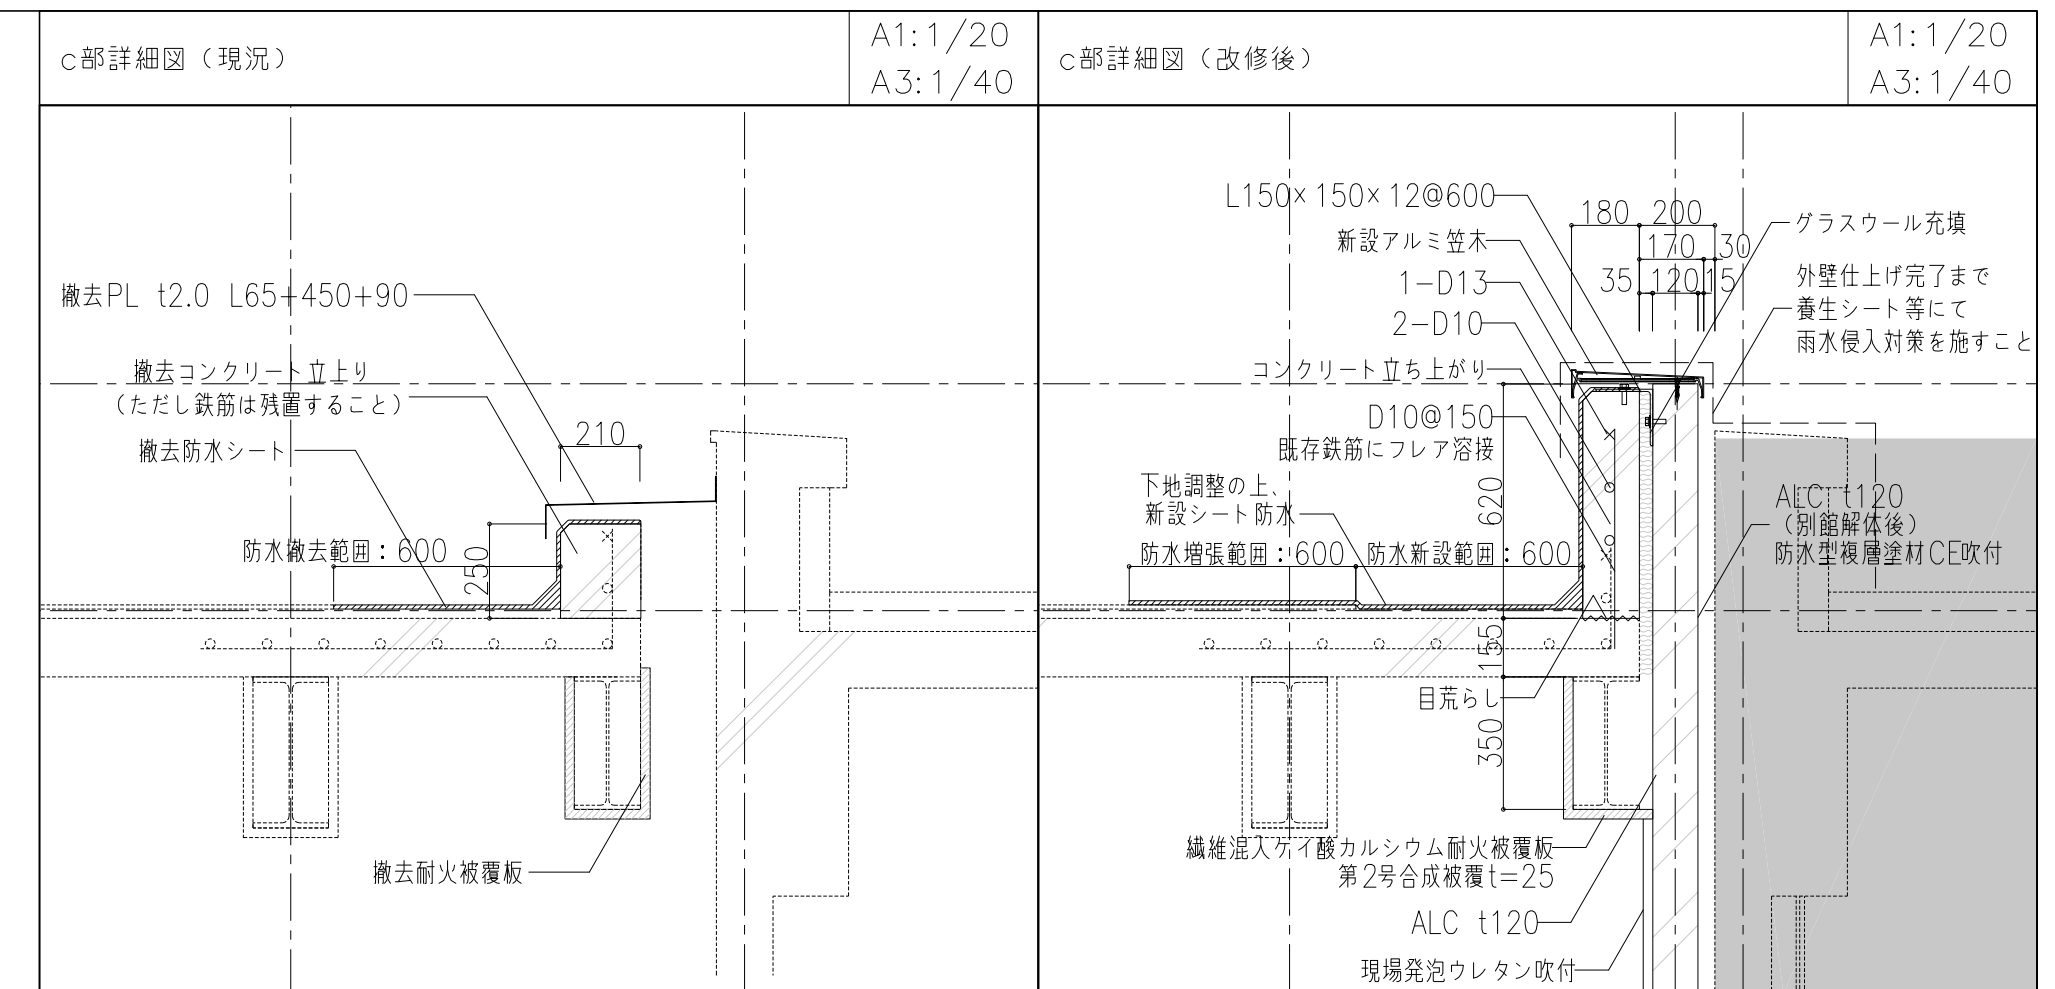 c部詳細図（現況）
A1:1/20
A3:1/40
撤去PL t2.0 L65+450+90
撤去コンクリート立上り
（ただし鉄筋は残置すること）
撤去防水シート
210
防水撤去範囲：600
250
撤去耐火被覆板
c部詳細図（改修後）
A1:1/20
A3:1/40
L150×150×12@600
新設アルミ笠木
1-D13
2-D10
コンクリート立ち上がり
D10@150
既存鉄筋にフレア溶接
下地調整の上、
新設シート防水
防水増張範囲：600
防水新設範囲：600
180
200
170
30
35
120
15
グラスウール充填
外壁仕上げ完了まで
養生シート等にて
雨水侵入対策を施すこと
620
155
350
ALC t120
（別館解体後）
防水型複層塗材CE吹付
目荒らし
繊維混入ケイ酸カルシウム耐火被覆板
第2号合成被覆t=25
ALC t120
現場発泡ウレタン吹付